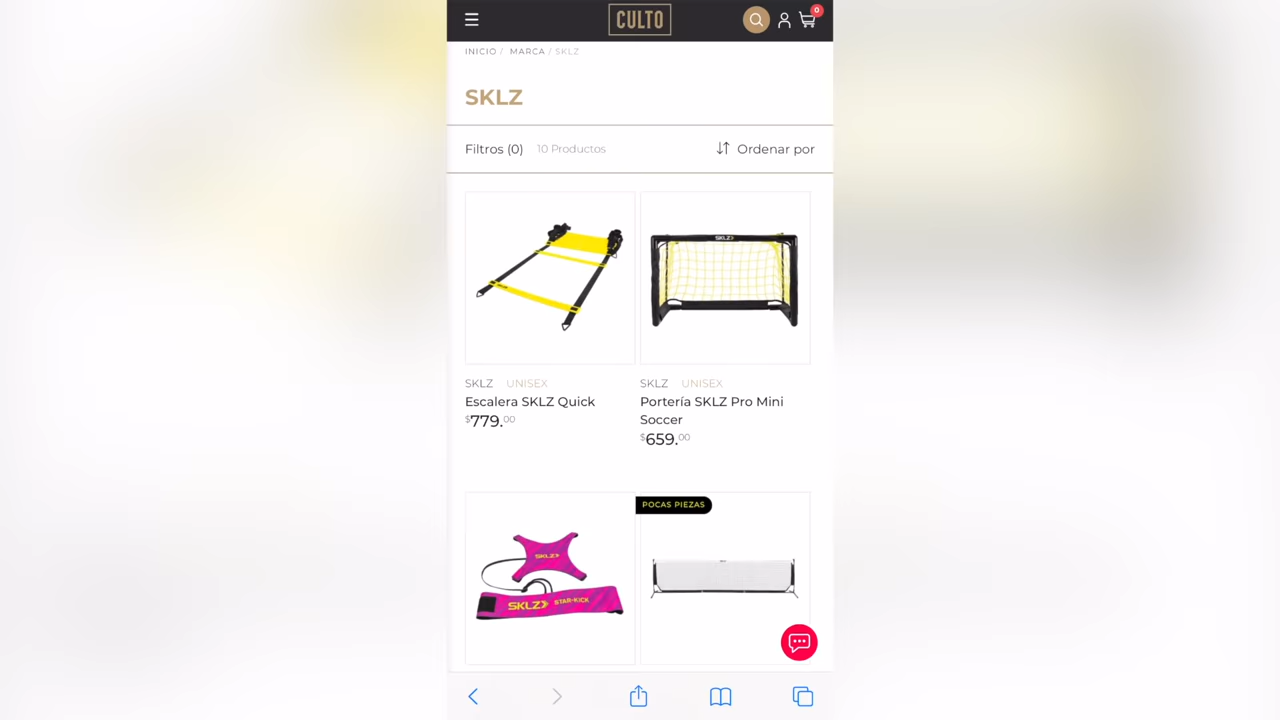 CULTO
0
INICIO / MARCA / SKLZ
SKLZ
Filtros (0) 10 Productos
Ordenar por
SKLZ
SKLZ UNISEX
Escalera SKLZ Quick
$779.00
SKLZ UNISEX
Portería SKLZ Pro Mini
Soccer
$659.00
SKLZ
SKLZ STAR-KICK
POCAS PIEZAS